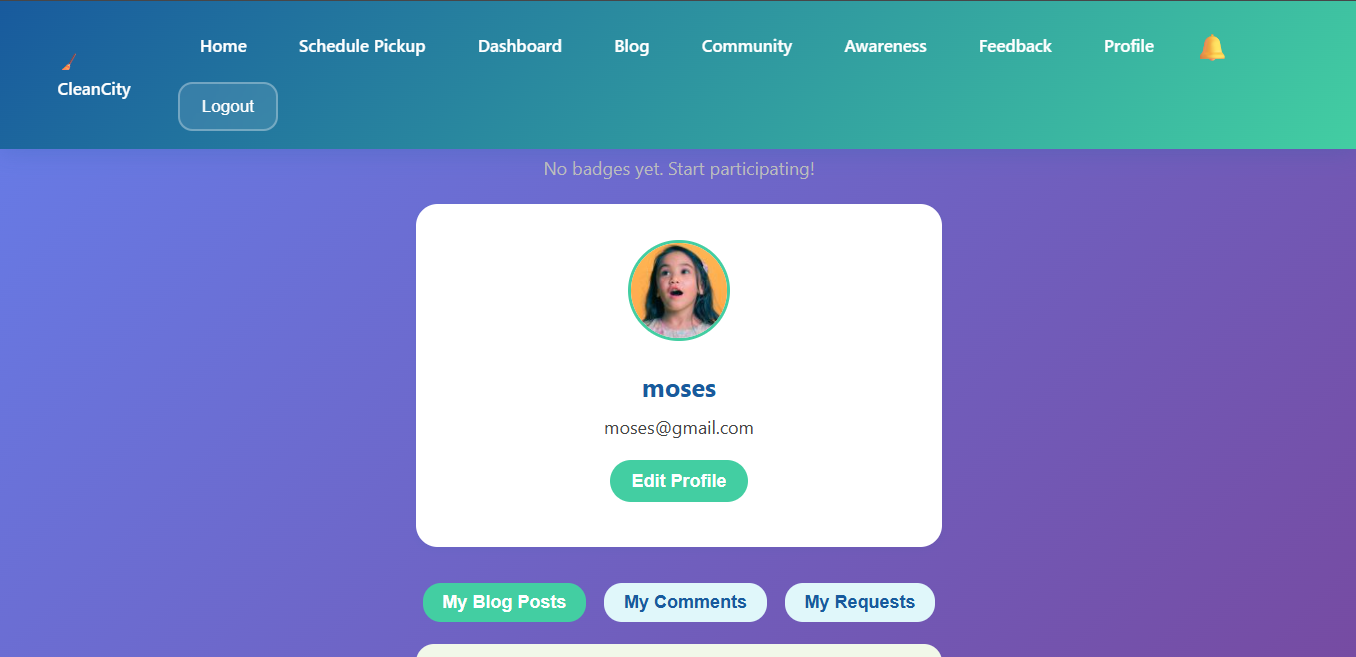 Home Schedule Pickup Dashboard Blog Community Awareness Feedback Profile
CleanCity
Logout
No badges yet. Start participating!
moses
moses@gmail.com
Edit Profile
My Blog Posts My Comments My Requests